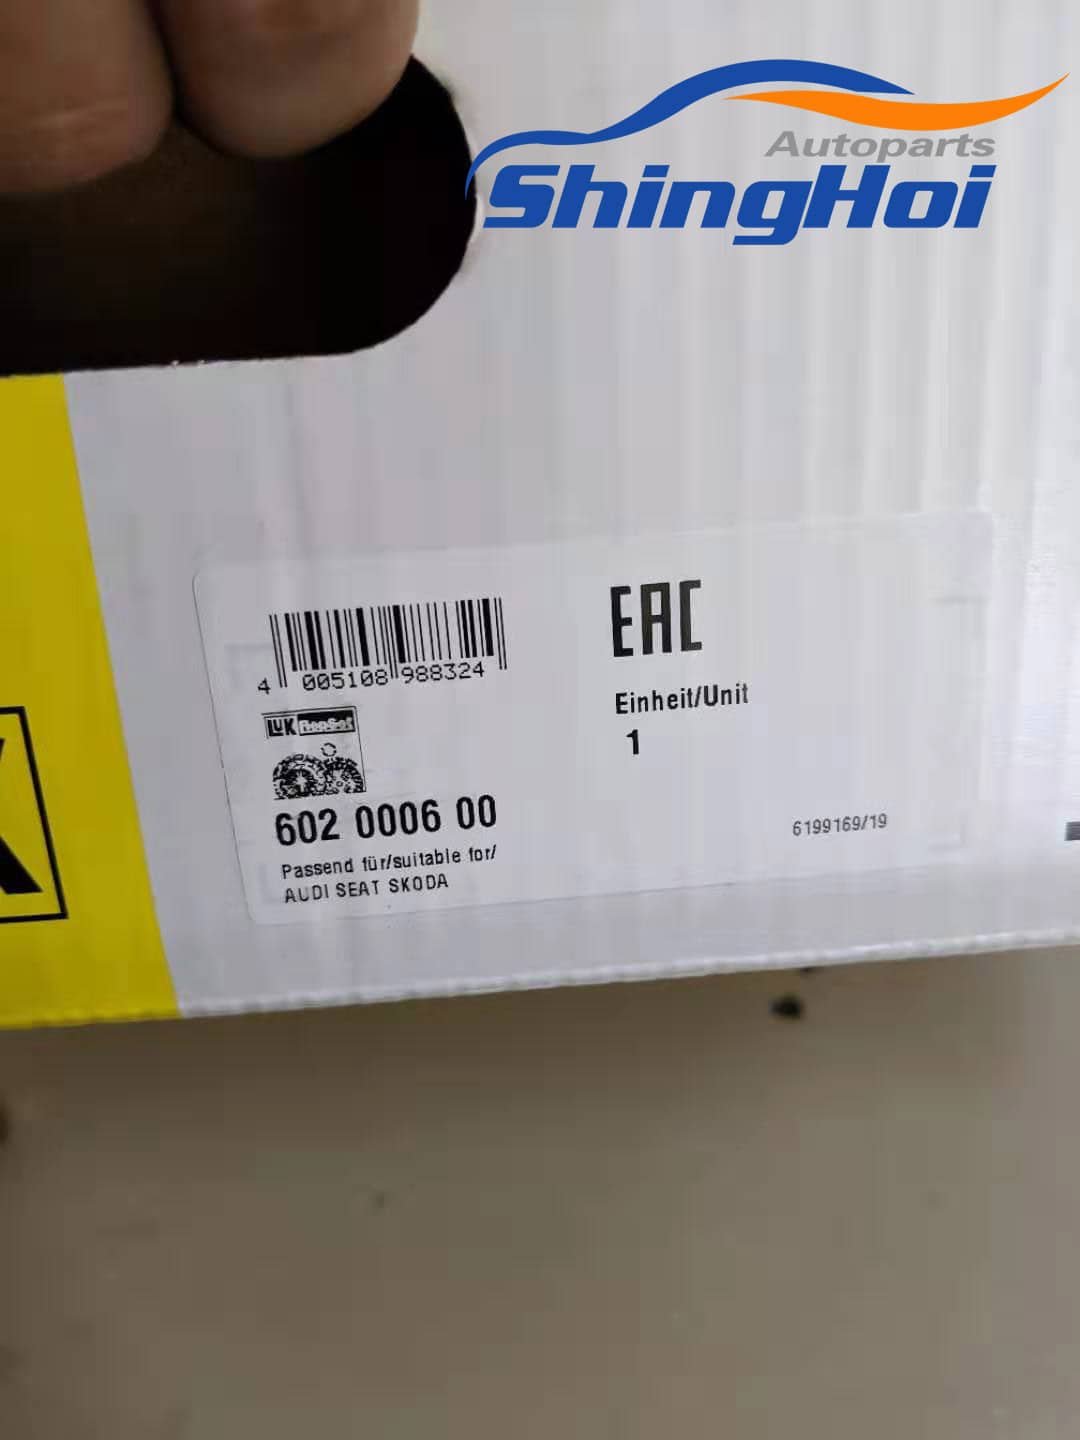 Autoparts
ShingHoi
EAC
4 005108 988324
Einheit/Unit
1
LUK RepSet
602 0006 00
Passend für/suitable for/
AUDI SEAT SKODA
6199169/19